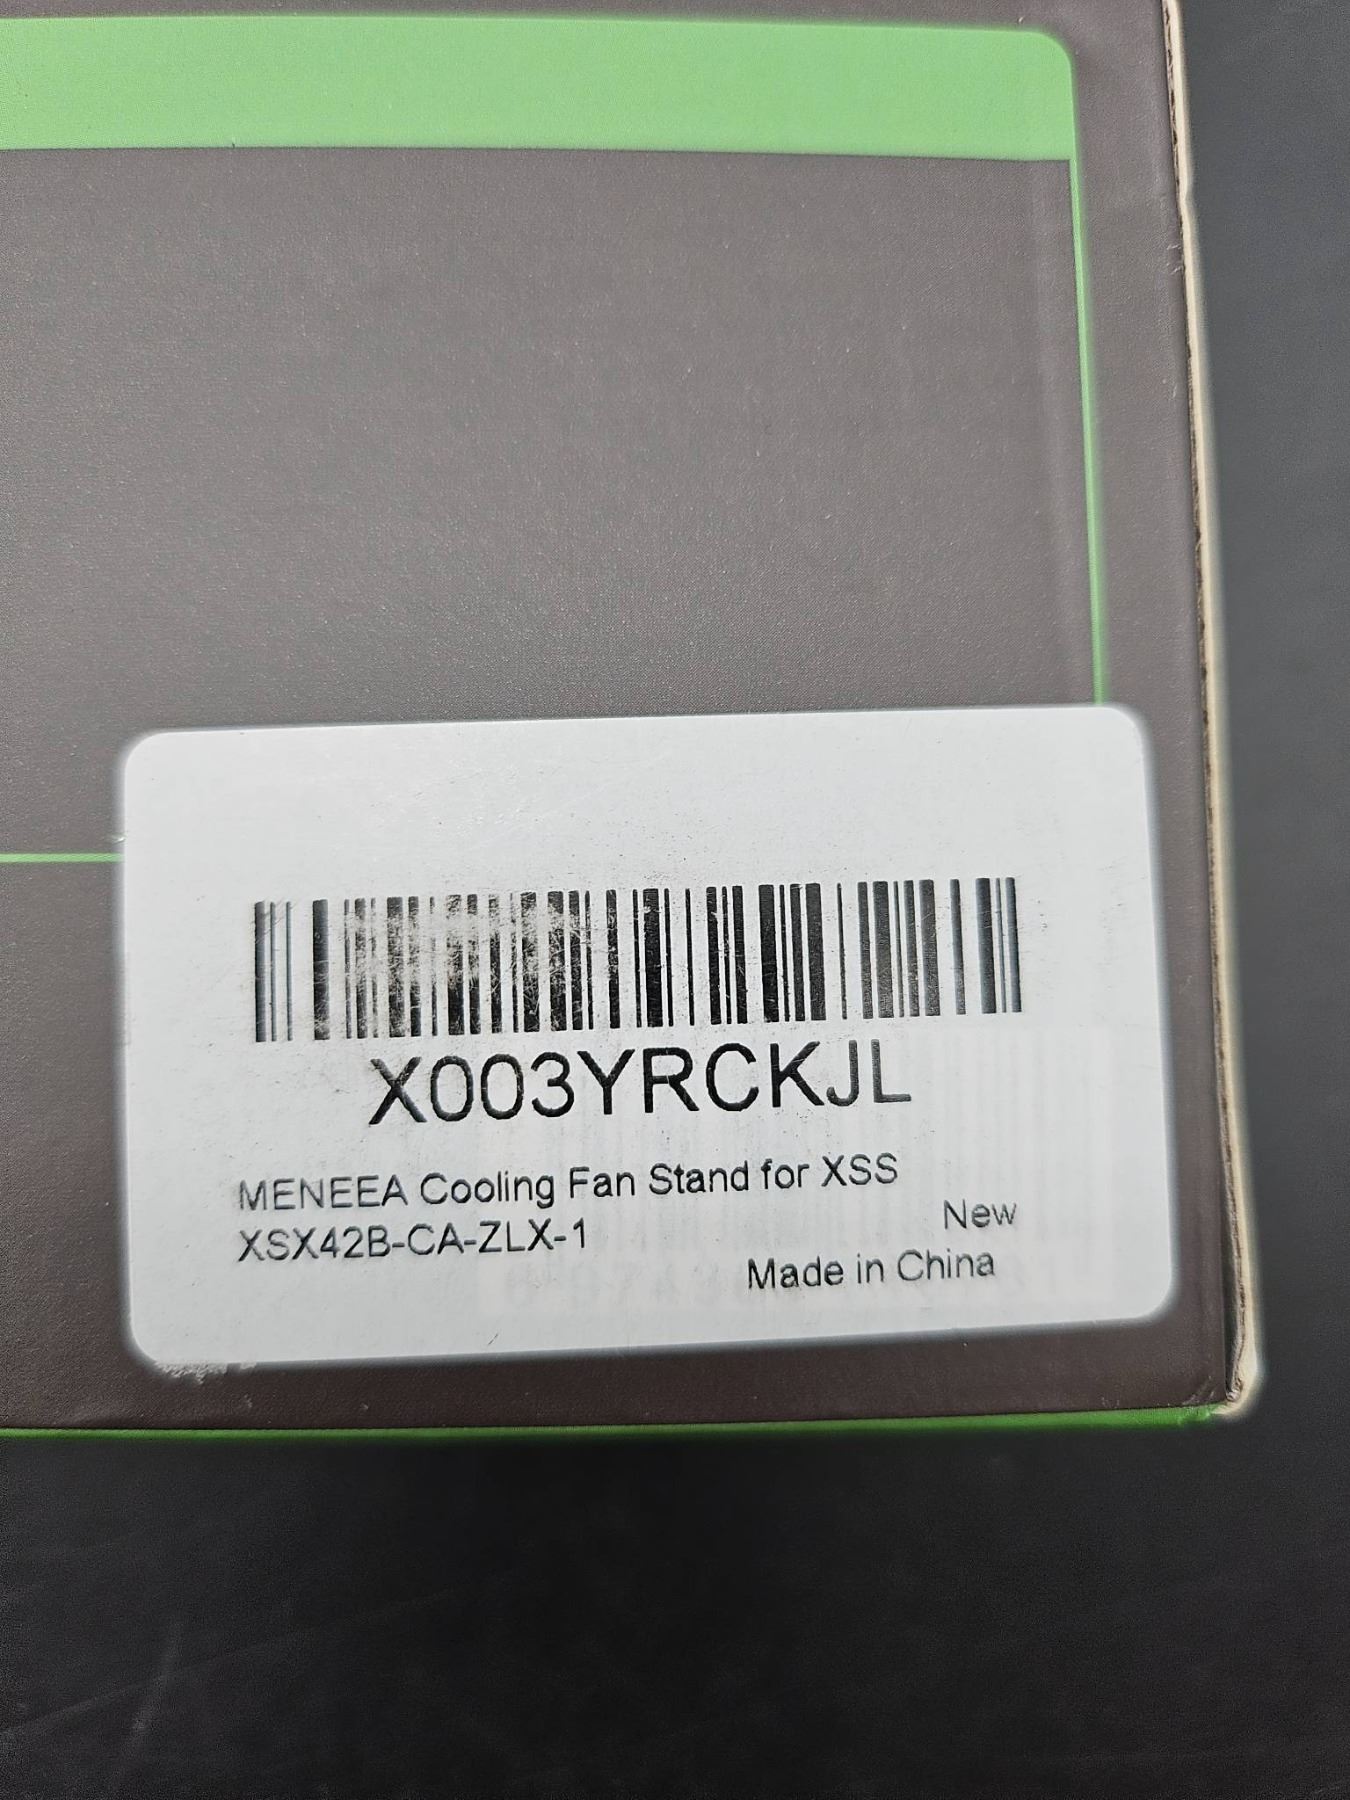 X003YRCKJL
MENEEA Cooling Fan Stand for XSS
XSX42B-CA-ZLX-1
New
Made in China